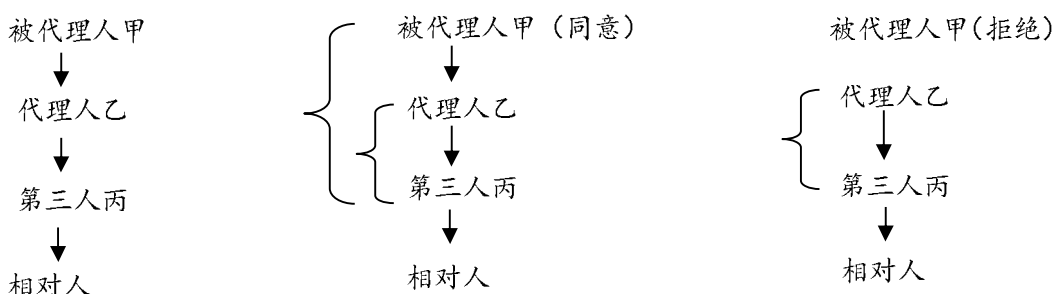 被代理人甲
代理人乙
第三人丙
相对人
被代理人甲（同意）
代理人乙
第三人丙
相对人
被代理人甲(拒绝)
代理人乙
第三人丙
相对人